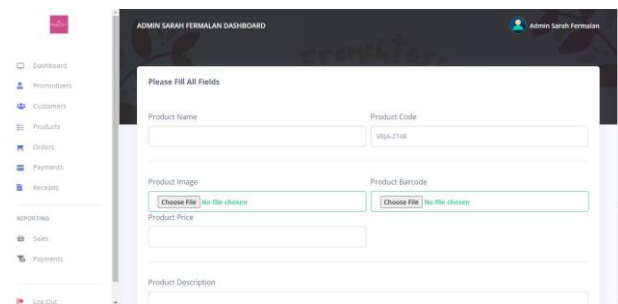 ADMIN SARAH FERMALAN DASHBOARD
Admin Sarah Fermalan
Dashboard
Promodizers
Customers
Products
Orders
Payments
Receipts
REPORTING
Sales
Payments
Log Out
Please Fill All Fields
Product Name
Product Code
VRJA-2748
Product Image
Product Barcode
Choose File No file chosen
Choose File No file chosen
Product Price
Product Description